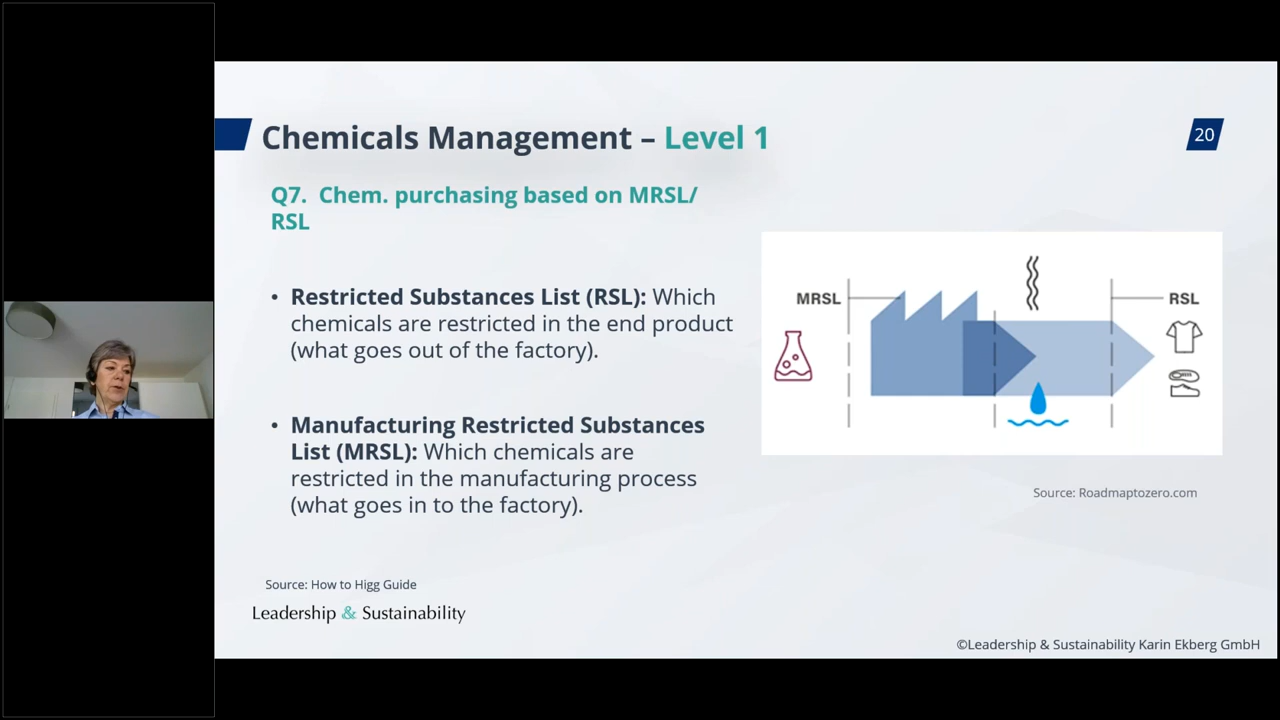 Chemicals Management – Level 1
20
Q7. Chem. purchasing based on MRSL/
RSL
• Restricted Substances List (RSL): Which
chemicals are restricted in the end product
(what goes out of the factory).
• Manufacturing Restricted Substances
List (MRSL): Which chemicals are
restricted in the manufacturing process
(what goes in to the factory).
MRSL
RSL
Source: Roadmaptozero.com
Source: How to Higg Guide
Leadership & Sustainability
©Leadership & Sustainability Karin Ekberg GmbH